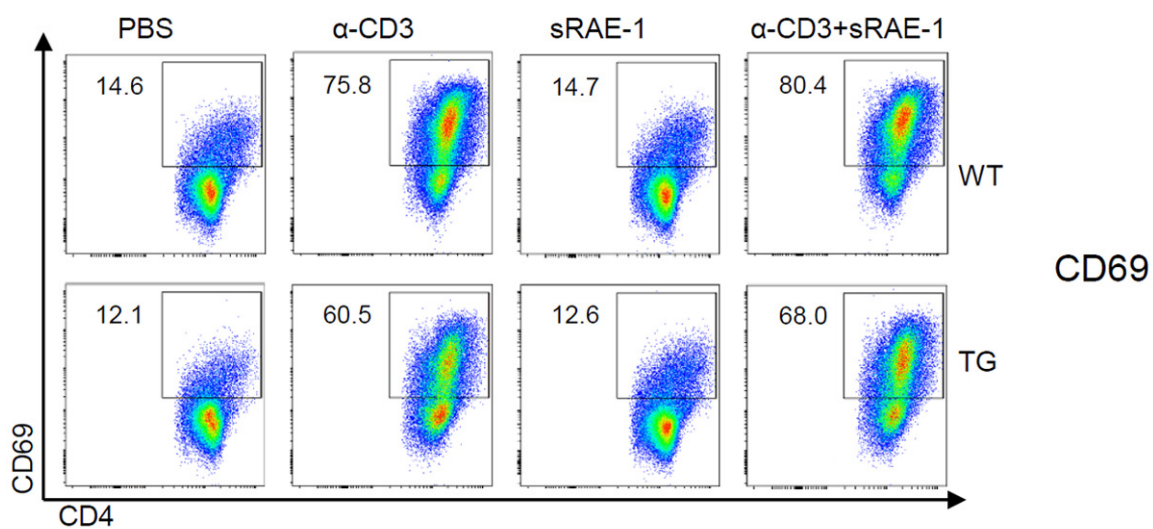 PBS α-CD3 sRAE-1 α-CD3+sRAE-1
14.6 75.8 14.7 80.4
WT
CD69
12.1 60.5 12.6 68.0
TG
CD69
CD4